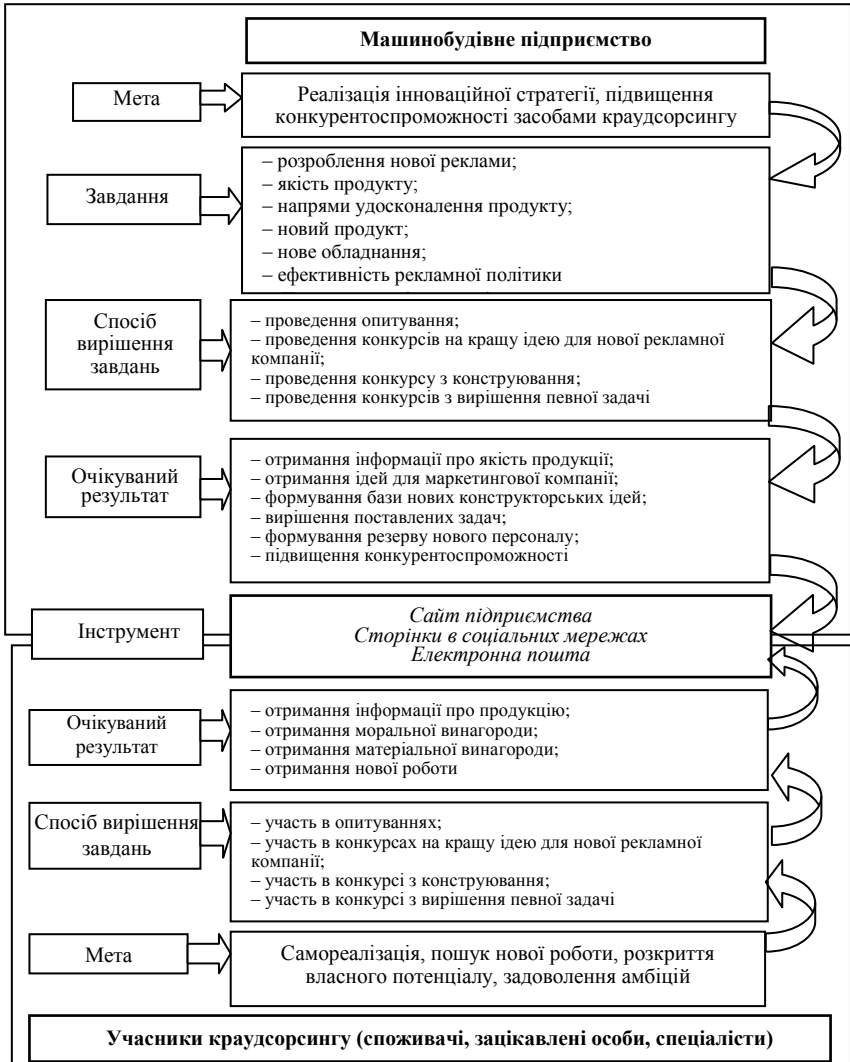 Машинобудівне підприємство
Мета
Реалізація інноваційної стратегії, підвищення
конкурентоспроможності засобами краудсорсингу
Завдання
– розроблення нової реклами;
– якість продукту;
– напрями удосконалення продукту;
– новий продукт;
– нове обладнання;
– ефективність рекламної політики
Спосіб
вирішення
завдань
– проведення опитування;
– проведення конкурсів на кращу ідею для нової рекламної
компанії;
– проведення конкурсу з конструювання;
– проведення конкурсів з вирішення певної задачі
Очікуваний
результат
– отримання інформації про якість продукції;
– отримання ідей для маркетингової компанії;
– формування бази нових конструкторських ідей;
– вирішення поставлених задач;
– формування резерву нового персоналу;
– підвищення конкурентоспроможності
Інструмент
Сайт підприємства
Сторінки в соціальних мережах
Електронна пошта
Очікуваний
результат
– отримання інформації про продукцію;
– отримання моральної винагороди;
– отримання матеріальної винагороди;
– отримання нової роботи
Спосіб вирішення
завдань
– участь в опитуваннях;
– участь в конкурсах на кращу ідею для нової рекламної
компанії;
– участь в конкурсі з конструювання;
– участь в конкурсі з вирішення певної задачі
Мета
Самореалізація, пошук нової роботи, розкриття
власного потенціалу, задоволення амбіцій
Учасники краудсорсингу (споживачі, зацікавлені особи, спеціалісти)